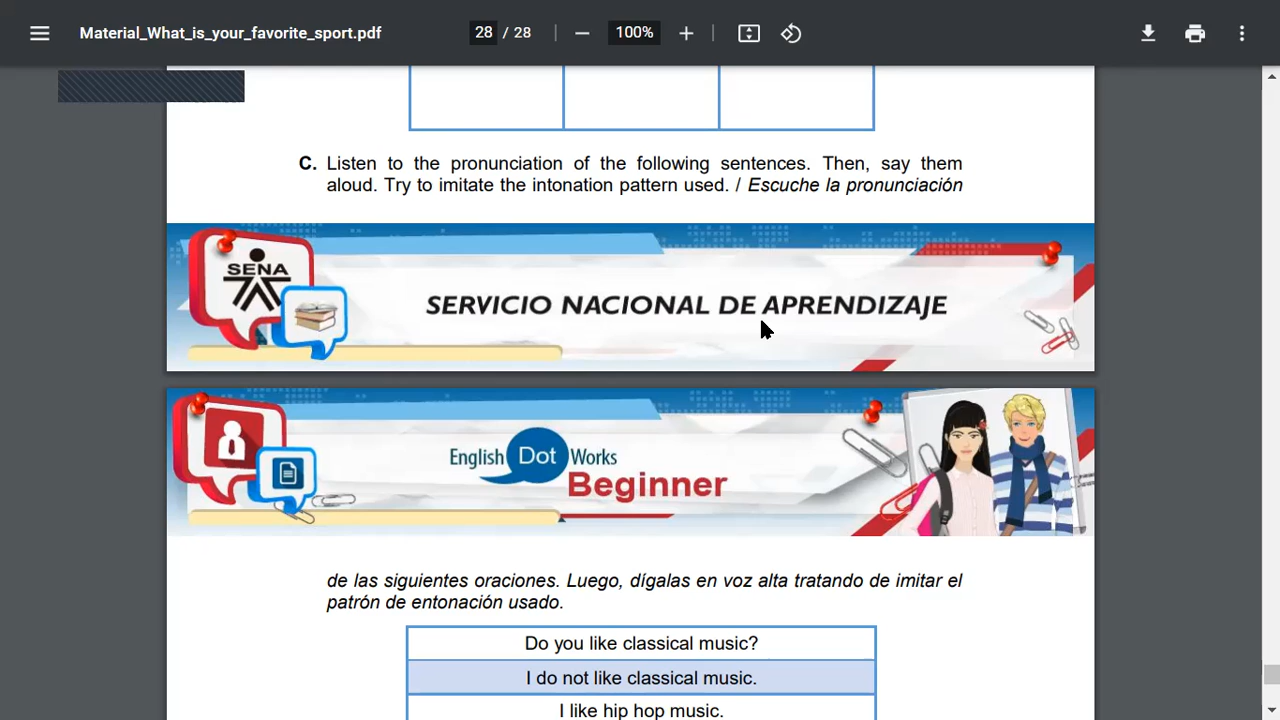 Material_What_is_your_favorite_sport.pdf
28 / 28
100%
C. Listen to the pronunciation of the following sentences. Then, say them
aloud. Try to imitate the intonation pattern used. / Escuche la pronunciación
SENA
SERVICIO NACIONAL DE APRENDIZAJE
English Dot Works
Beginner
de las siguientes oraciones. Luego, dígalas en voz alta tratando de imitar el
patrón de entonación usado.
Do you like classical music?
I do not like classical music.
I like hip hop music.